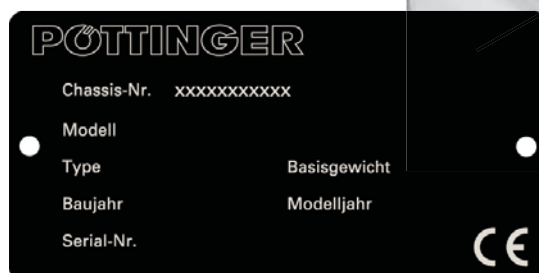 PÖTTINGER
Chassis-Nr. xxxxxxxxxxx
Modell
Type Basisgewicht
Baujahr Modelljahr
Serial-Nr.
CE